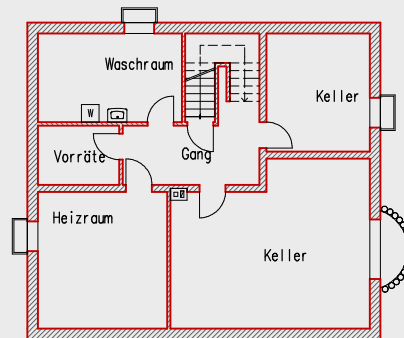 Waschraum
Keller
W
Vorräte
Gang
Heizraum
Keller